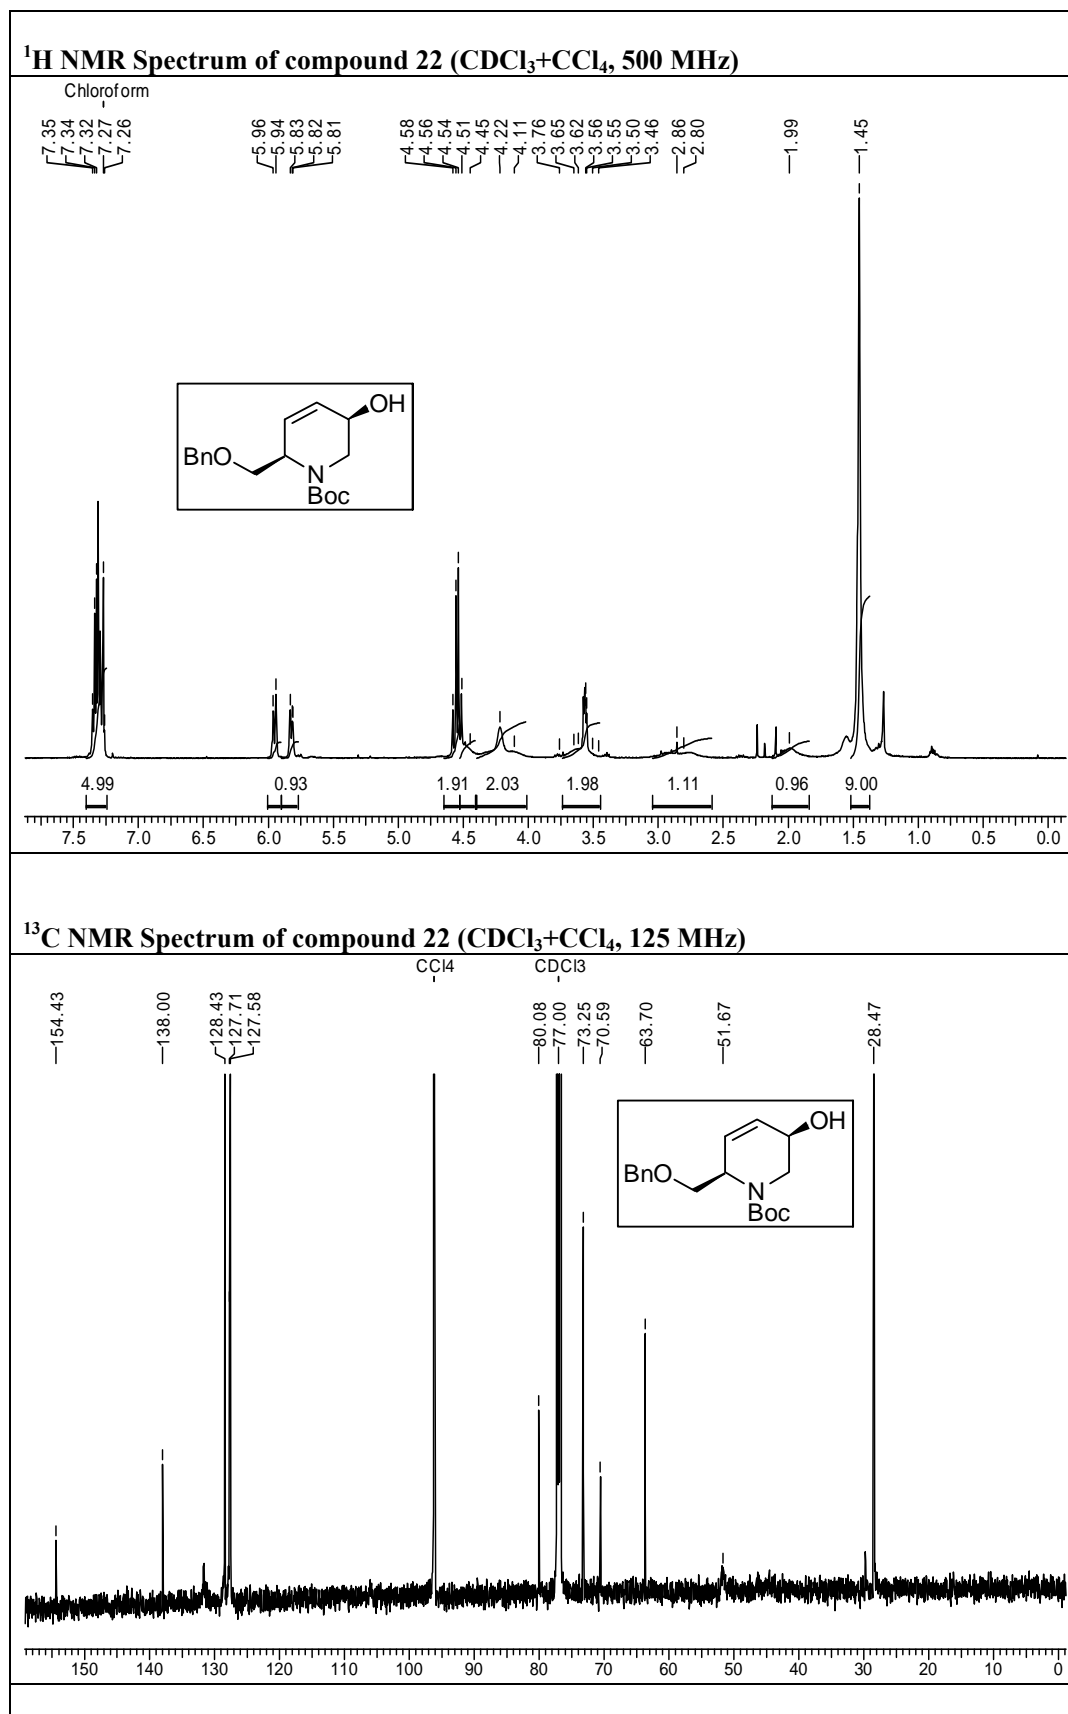 ¹H NMR Spectrum of compound 22 (CDCl₃+CCl₄, 500 MHz)
Chloroform
7.35 7.34 7.32 7.27 7.26 5.96 5.94 5.83 5.82 5.81 4.58 4.56 4.54 4.51 4.45 4.22 4.11 3.76 3.65 3.62 3.56 3.55 3.50 3.46 2.86 2.80 1.99 1.45
OH
BnO
N
Boc
4.99 0.93 1.91 2.03 1.98 1.11 0.96 9.00
7.5 7.0 6.5 6.0 5.5 5.0 4.5 4.0 3.5 3.0 2.5 2.0 1.5 1.0 0.5 0.0
¹³C NMR Spectrum of compound 22 (CDCl₃+CCl₄, 125 MHz)
CCl4 CDCl3
154.43 138.00 128.43 127.71 127.58 80.08 77.00 73.25 70.59 63.70 51.67 28.47
OH
BnO
N
Boc
150 140 130 120 110 100 90 80 70 60 50 40 30 20 10 0